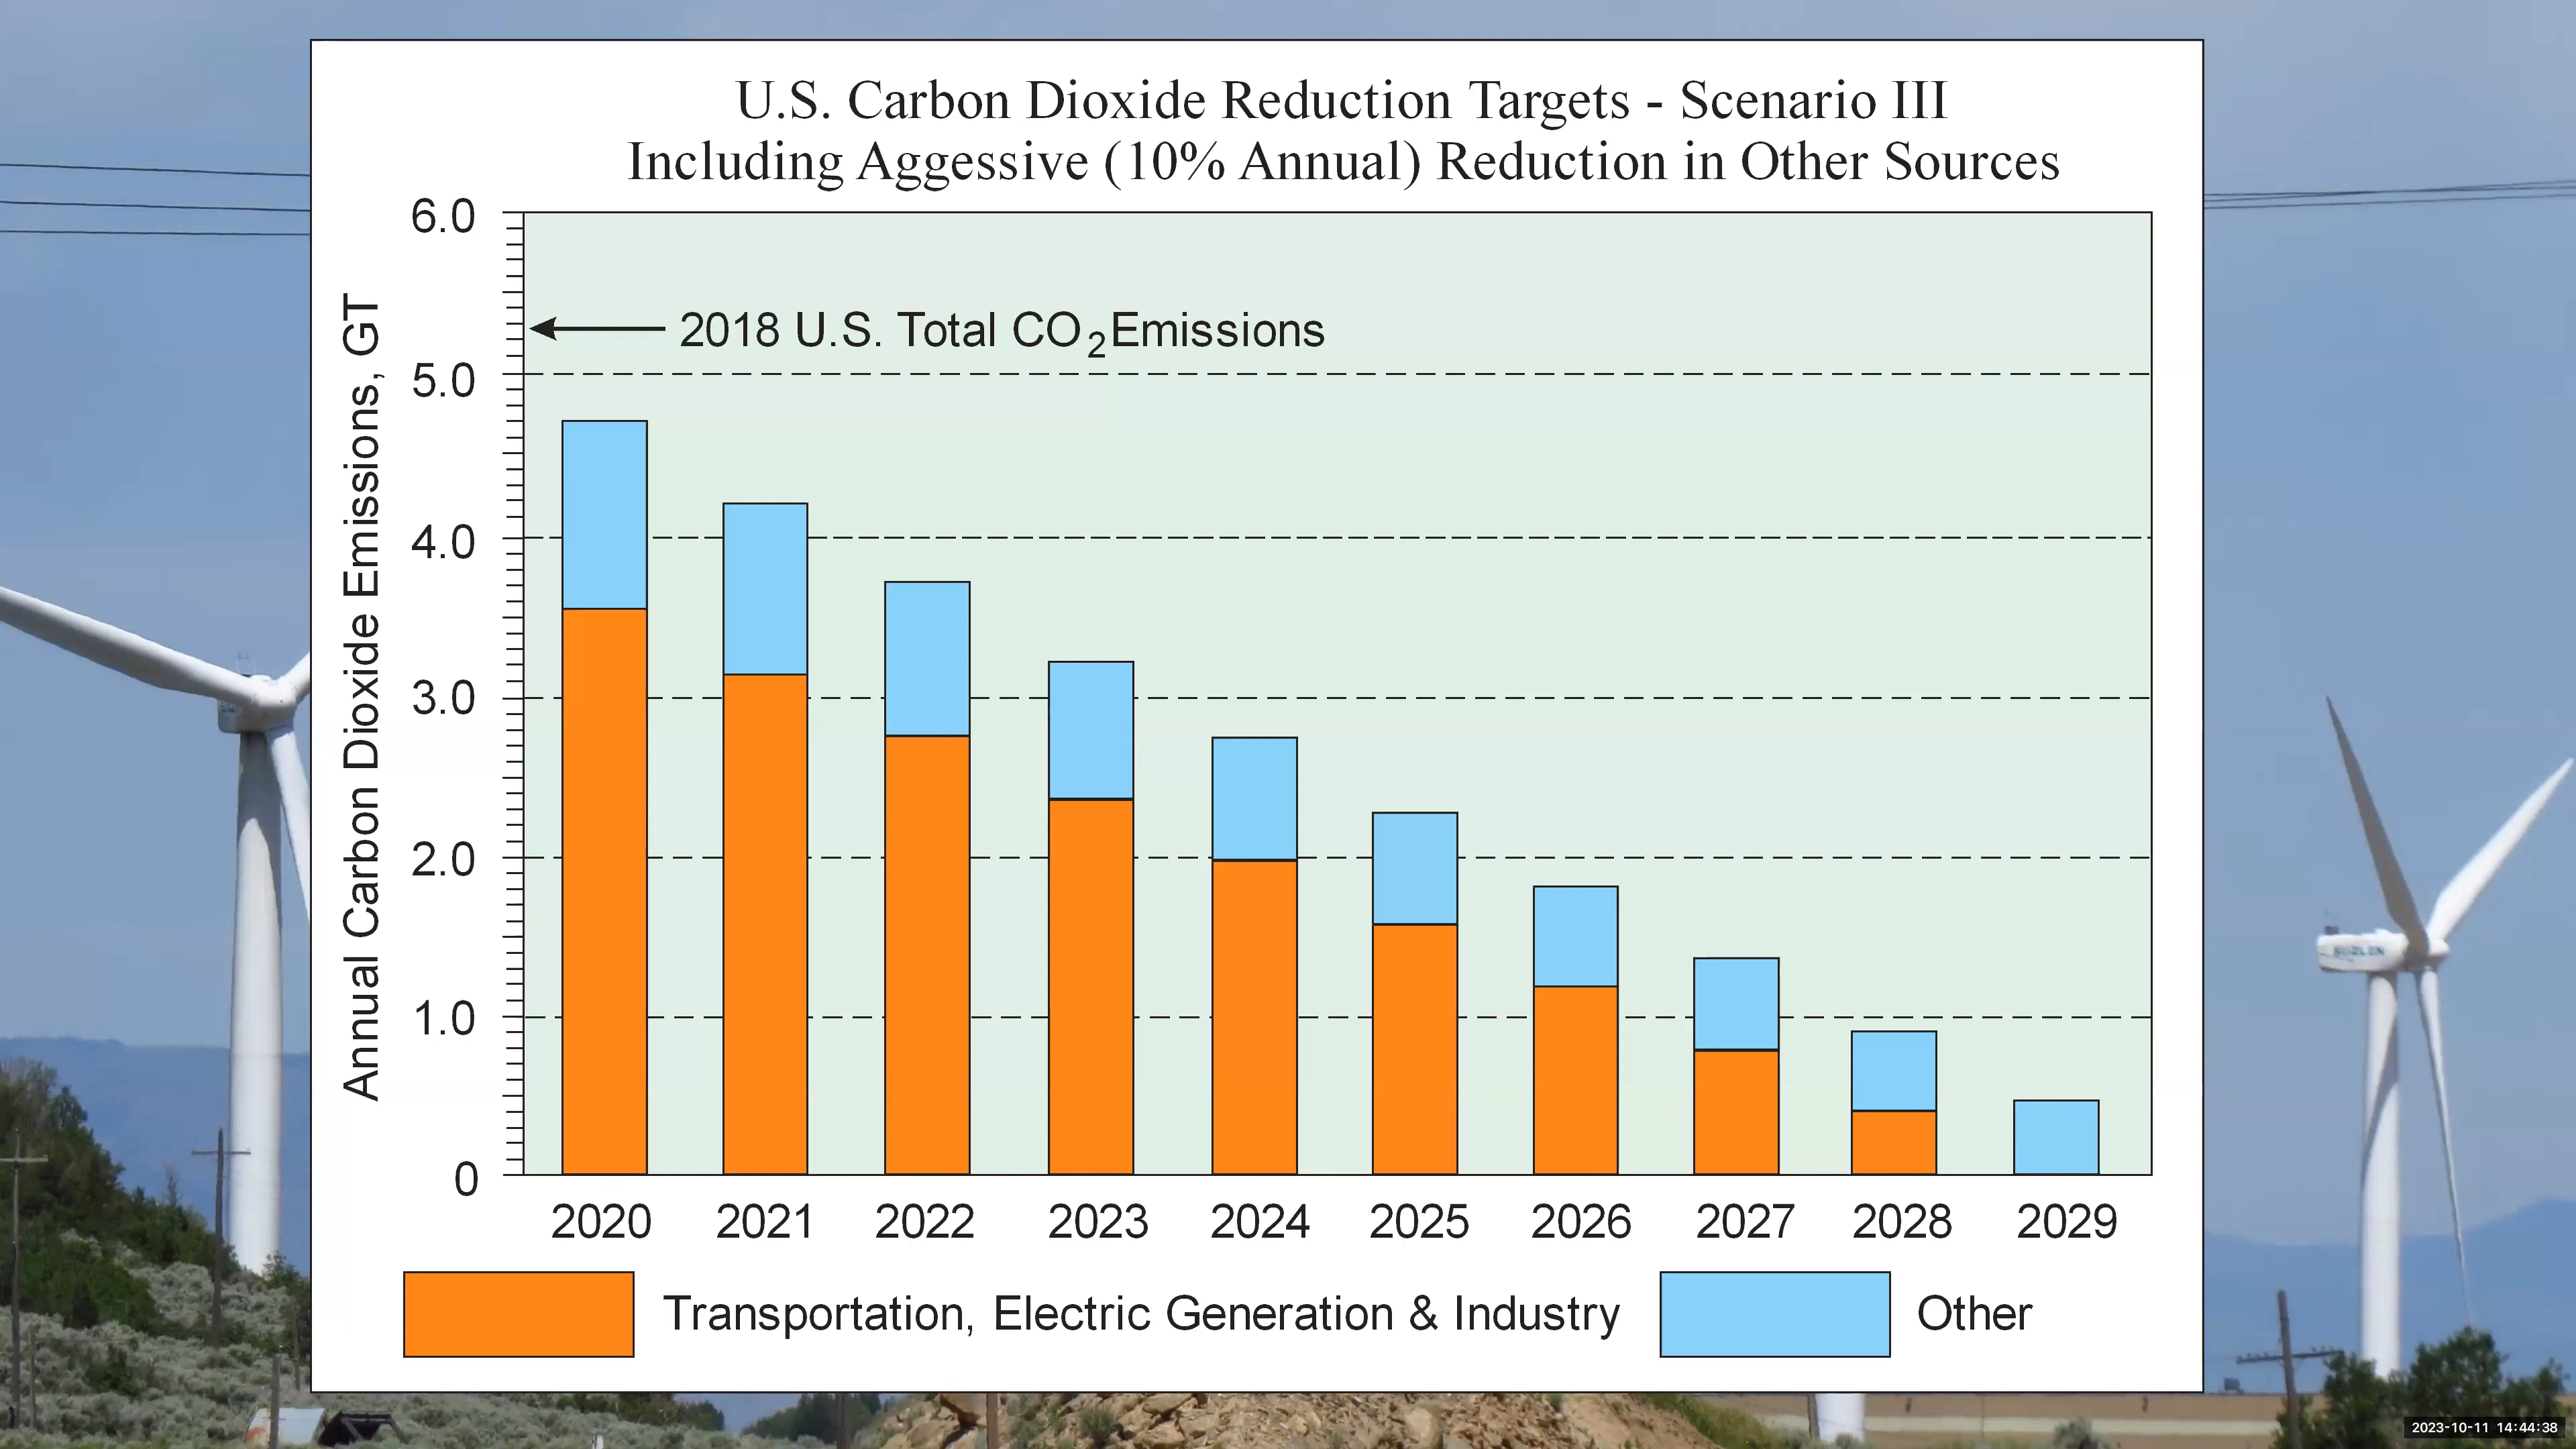 U.S. Carbon Dioxide Reduction Targets - Scenario III
Including Aggessive (10% Annual) Reduction in Other Sources
Annual Carbon Dioxide Emissions, GT
6.0
2018 U.S. Total CO2 Emissions
5.0
4.0
3.0
2.0
1.0
0
2020 2021 2022 2023 2024 2025 2026 2027 2028 2029
Transportation, Electric Generation & Industry
Other
SUZLON
2023-10-11 14:44:38